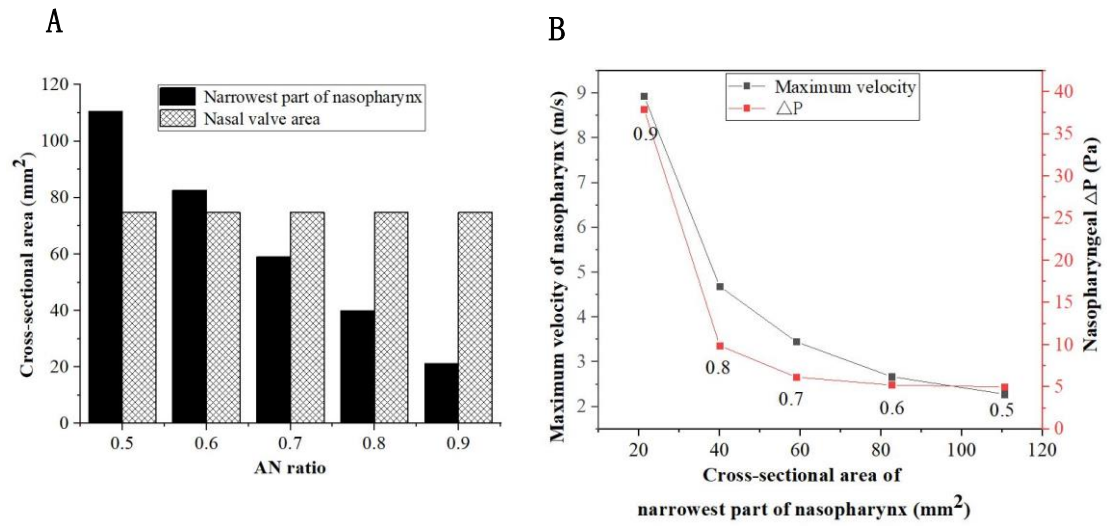 A
Cross-sectional area (mm²)
120
100
80
60
40
20
0
Narrowest part of nasopharynx
Nasal valve area
0.5 0.6 0.7 0.8 0.9
AN ratio
B
Maximum velocity of nasopharynx (m/s)
9
8
7
6
5
4
3
2
Maximum velocity
△P
0.9
0.8
0.7
0.6
0.5
40
35
30
25
20
15
10
5
0
Nasopharyngeal △P (Pa)
20 40 60 80 100 120
Cross-sectional area of
narrowest part of nasopharynx (mm²)